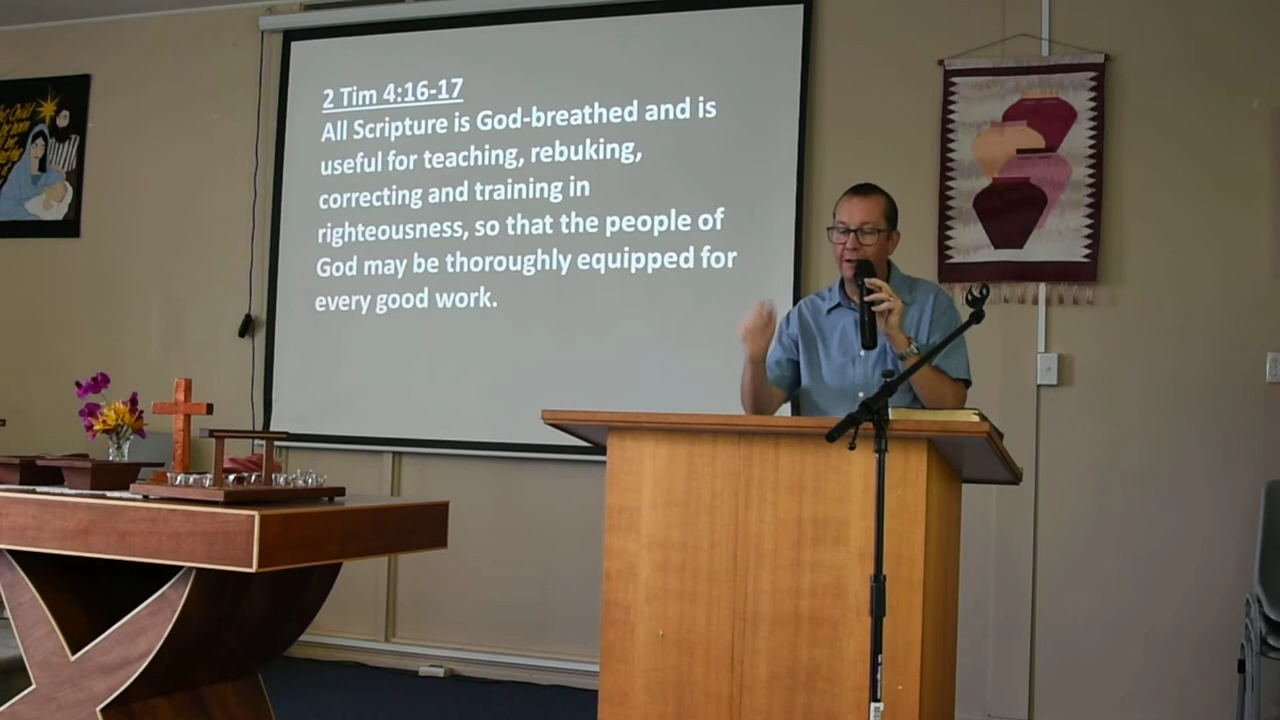 2 Tim 4:16-17
All Scripture is God-breathed and is
useful for teaching, rebuking,
correcting and training in
righteousness, so that the people of
God may be thoroughly equipped for
every good work.